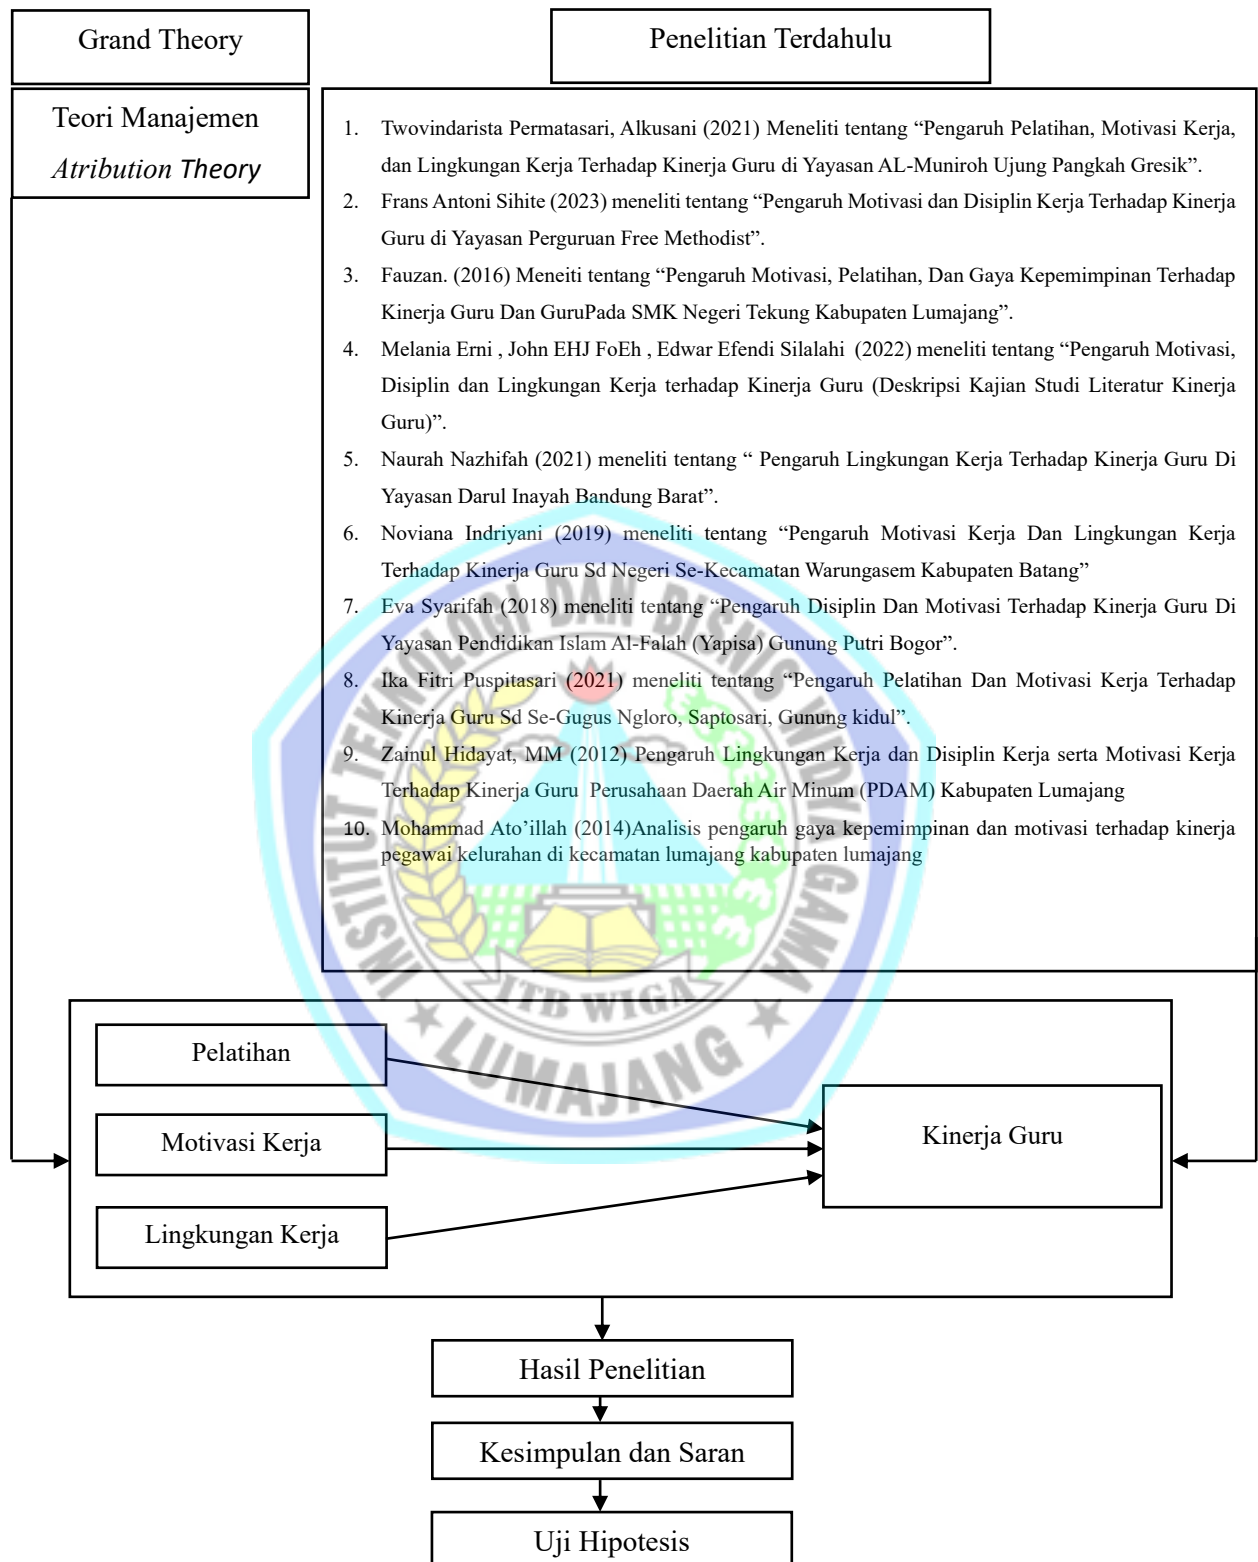 Grand Theory
Penelitian Terdahulu
Teori Manajemen
Atribution Theory
1. Twovindarista Permatasari, Alkusani (2021) Meneliti tentang “Pengaruh Pelatihan, Motivasi Kerja,
dan Lingkungan Kerja Terhadap Kinerja Guru di Yayasan AL-Muniroh Ujung Pangkah Gresik”.
2. Frans Antoni Sihite (2023) meneliti tentang “Pengaruh Motivasi dan Disiplin Kerja Terhadap Kinerja
Guru di Yayasan Perguruan Free Methodist”.
3. Fauzan. (2016) Meneiti tentang “Pengaruh Motivasi, Pelatihan, Dan Gaya Kepemimpinan Terhadap
Kinerja Guru Dan GuruPada SMK Negeri Tekung Kabupaten Lumajang”.
4. Melania Erni , John EHJ FoEh , Edwar Efendi Silalahi (2022) meneliti tentang “Pengaruh Motivasi,
Disiplin dan Lingkungan Kerja terhadap Kinerja Guru (Deskripsi Kajian Studi Literatur Kinerja
Guru)”.
5. Naurah Nazhifah (2021) meneliti tentang “ Pengaruh Lingkungan Kerja Terhadap Kinerja Guru Di
Yayasan Darul Inayah Bandung Barat”.
6. Noviana Indriyani (2019) meneliti tentang “Pengaruh Motivasi Kerja Dan Lingkungan Kerja
Terhadap Kinerja Guru Sd Negeri Se-Kecamatan Warungasem Kabupaten Batang”
7. Eva Syarifah (2018) meneliti tentang “Pengaruh Disiplin Dan Motivasi Terhadap Kinerja Guru Di
Yayasan Pendidikan Islam Al-Falah (Yapisa) Gunung Putri Bogor”.
8. Ika Fitri Puspitasari (2021) meneliti tentang “Pengaruh Pelatihan Dan Motivasi Kerja Terhadap
Kinerja Guru Sd Se-Gugus Ngloro, Saptosari, Gunung kidul”.
9. Zainul Hidayat, MM (2012) Pengaruh Lingkungan Kerja dan Disiplin Kerja serta Motivasi Kerja
Terhadap Kinerja Guru Perusahaan Daerah Air Minum (PDAM) Kabupaten Lumajang
10. Mohammad Ato’illah (2014)Analisis pengaruh gaya kepemimpinan dan motivasi terhadap kinerja
pegawai kelurahan di kecamatan lumajang kabupaten lumajang
INSTITUT TEKNOLOGI DAN BISNIS WIDYA GAMA
ITB WIGA
LUMAJANG
Pelatihan
Motivasi Kerja
Lingkungan Kerja
Kinerja Guru
Hasil Penelitian
Kesimpulan dan Saran
Uji Hipotesis